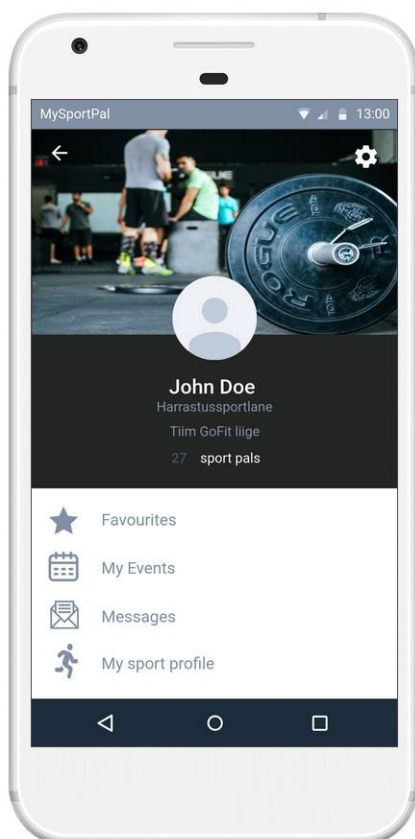 MySportPal 13:00
ROGUE
John Doe
Harrastussportlane
Tiim GoFit liige
27 sport pals
Favourites
My Events
Messages
My sport profile